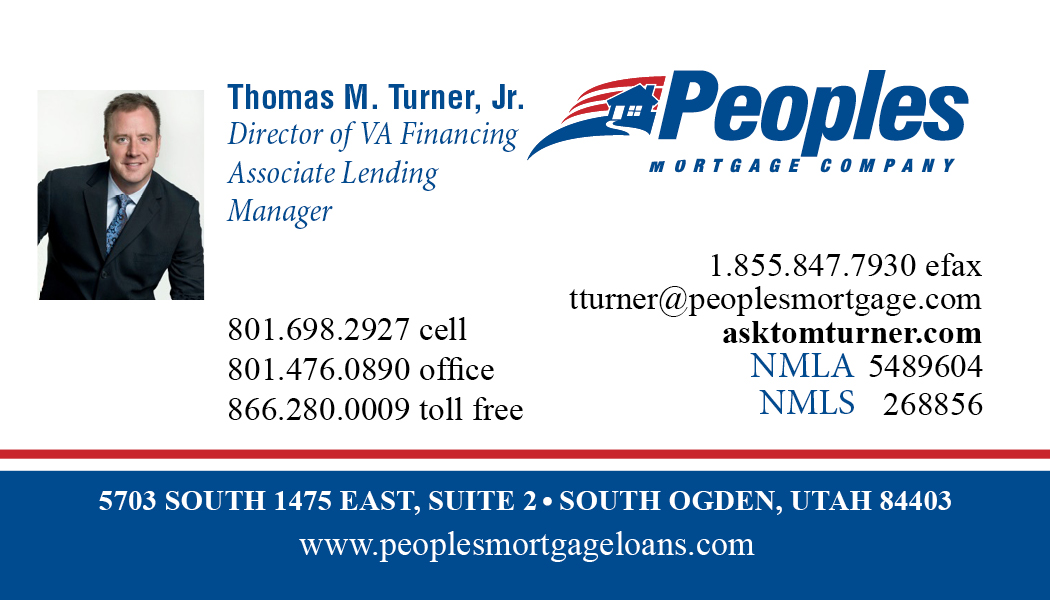 Thomas M. Turner, Jr.
Director of VA Financing
Associate Lending
Manager
Peoples
MORTGAGE COMPANY
801.698.2927 cell
801.476.0890 office
866.280.0009 toll free
1.855.847.7930 efax
tturner@peoplesmortgage.com
asktomturner.com
NMLA 5489604
NMLS 268856
5703 SOUTH 1475 EAST, SUITE 2 • SOUTH OGDEN, UTAH 84403
www.peoplesmortgageloans.com